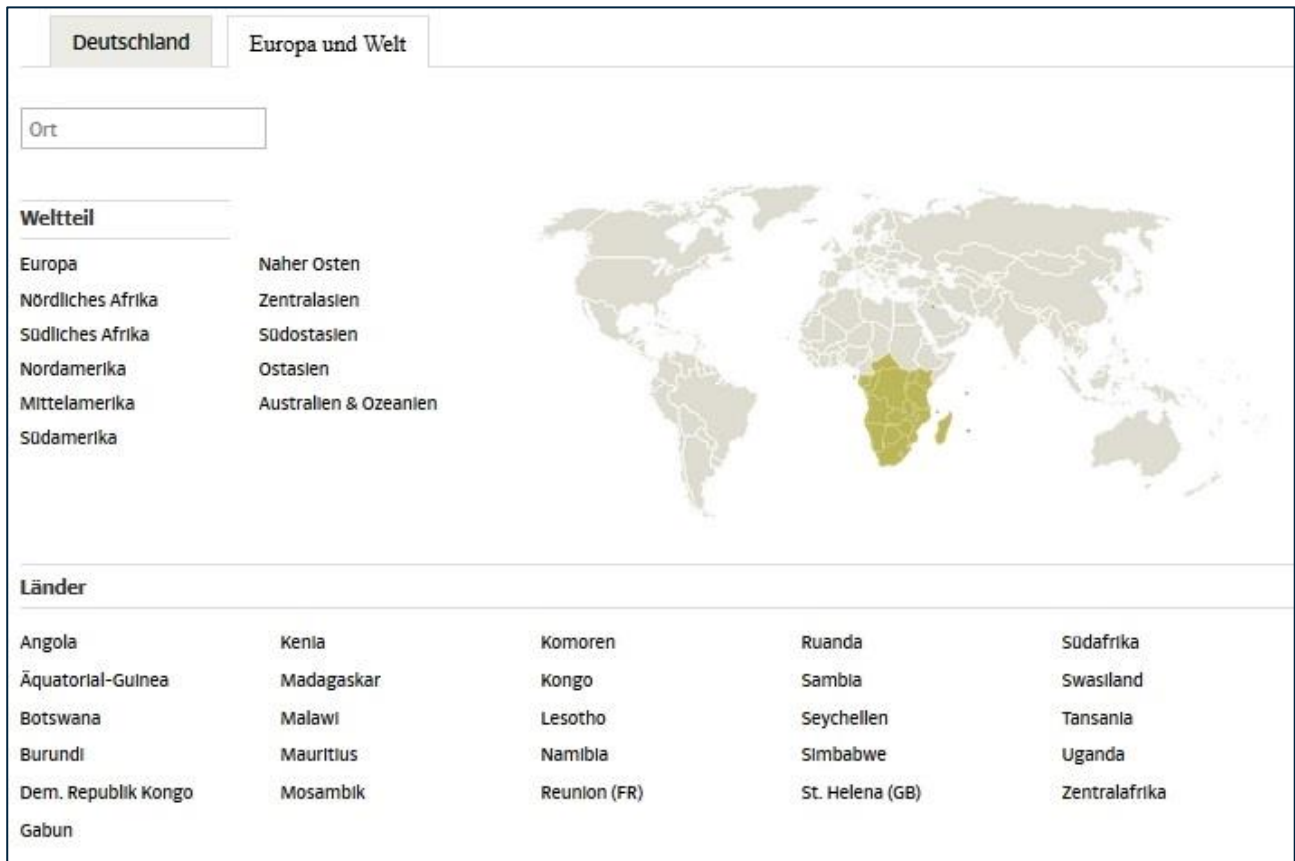 Deutschland
Europa und Welt
Ort
Weltteil
Europa
Nördliches Afrika
Südliches Afrika
Nordamerika
Mittelamerika
Südamerika
Naher Osten
Zentralasien
Südostasien
Ostasien
Australien & Ozeanien
Länder
Angola
Äquatorial-Guinea
Botswana
Burundi
Dem. Republik Kongo
Gabun
Kenia
Madagaskar
Malawi
Mauritius
Mosambik
Komoren
Kongo
Lesotho
Namibia
Reunion (FR)
Ruanda
Sambia
Seychellen
Simbabwe
St. Helena (GB)
Südafrika
Swasiland
Tansania
Uganda
Zentralafrika